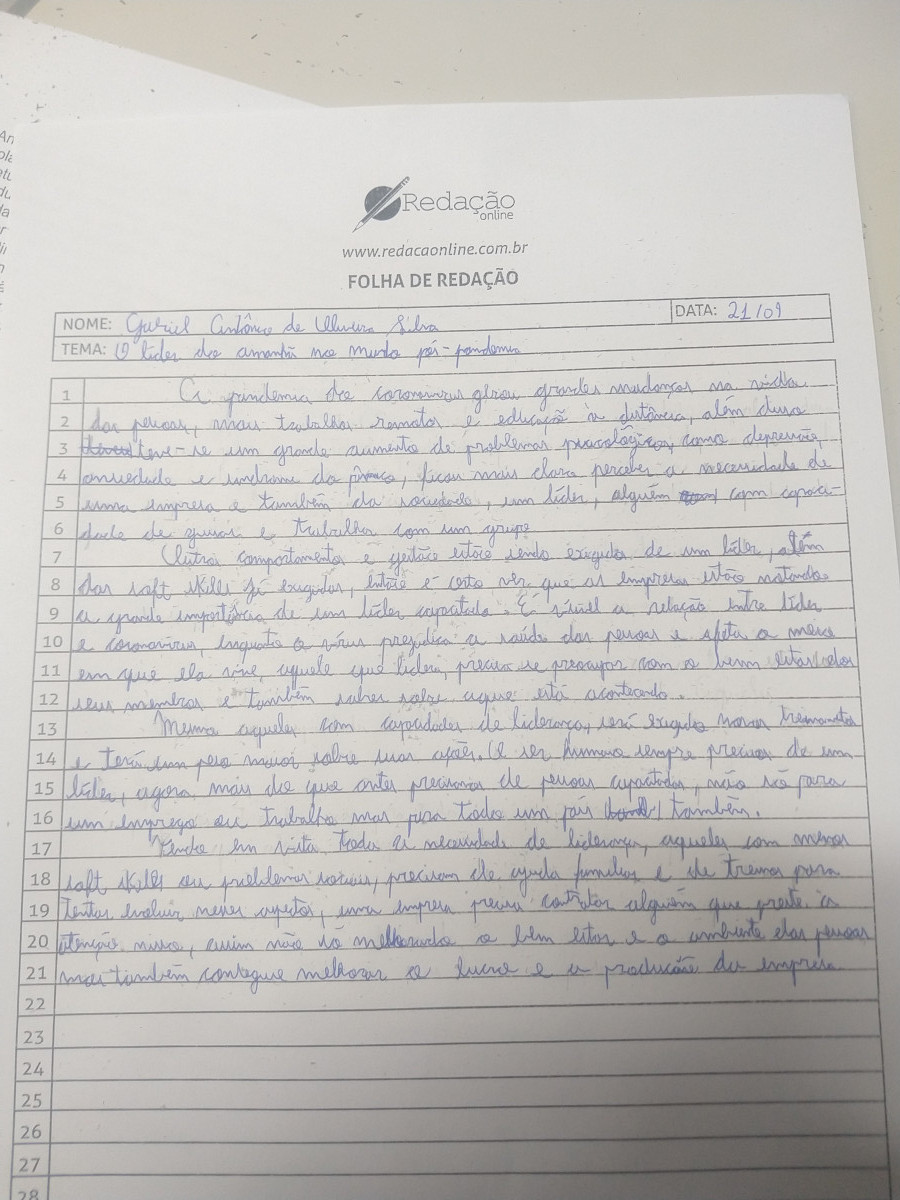 Redação
online
www.redacaonline.com.br
FOLHA DE REDAÇÃO
NOME: Gabriel Antônio de Oliveira Silva
DATA: 21/09
TEMA: O líder do amanhã no mundo pós-pandemia
1 A pandemia do coronavirus gerou grandes mudanças na vida
2 das pessoas, mais trabalhos remotos e educação à distância, além disso
3 teve-se um grande aumento de problemas psicológicos, como depressão,
4 ansiedade e sindrome do pânico, ficou mais claro perceber a necessidade de
5 uma empresa e também da sociedade, um líder, alguém com capaci-
6 dade de guiar e trabalhar com um grupo
7 Outros comportamentos e estão sendo exigidos de um líder, além
8 das soft skills já exigidas, então é certo ver que as empresas estão notando
9 a grande importância de um líder capacitado. É visível a relação entre líder
10 e coronavirus, enquanto o vírus prejudica a saúde das pessoas e afeta o meio
11 em que ela vive, aquele que lidera, precisa se preocupar com o bem estar dos
12 seus membros e também saber sobre oque está acontecendo.
13 Mesmo aqueles com capacidades de liderança, será exigido novos treinamentos
14 e terá um peso maior sobre suas ações. O ser humano sempre precisou de um
15 líder, agora mais do que antes precisamos de pessoas capacitadas, não só para
16 um emprego ou trabalho mas para todo um país também.
17 Tendo em vista, toda a necessidade de liderança, aqueles com menos
18 soft skills ou problemas sociais, precisam de ajuda familiar e de treinos para
19 tentar evoluir nesses aspectos, uma empresa precisa contratar alguém que preste a
20 atenção nisso, assim não só melhorando o bem estar e o ambiente das pessoas
21 mas também consegue melhorar o lucro e a produção da empresa.
22
23
24
25
26
27
28